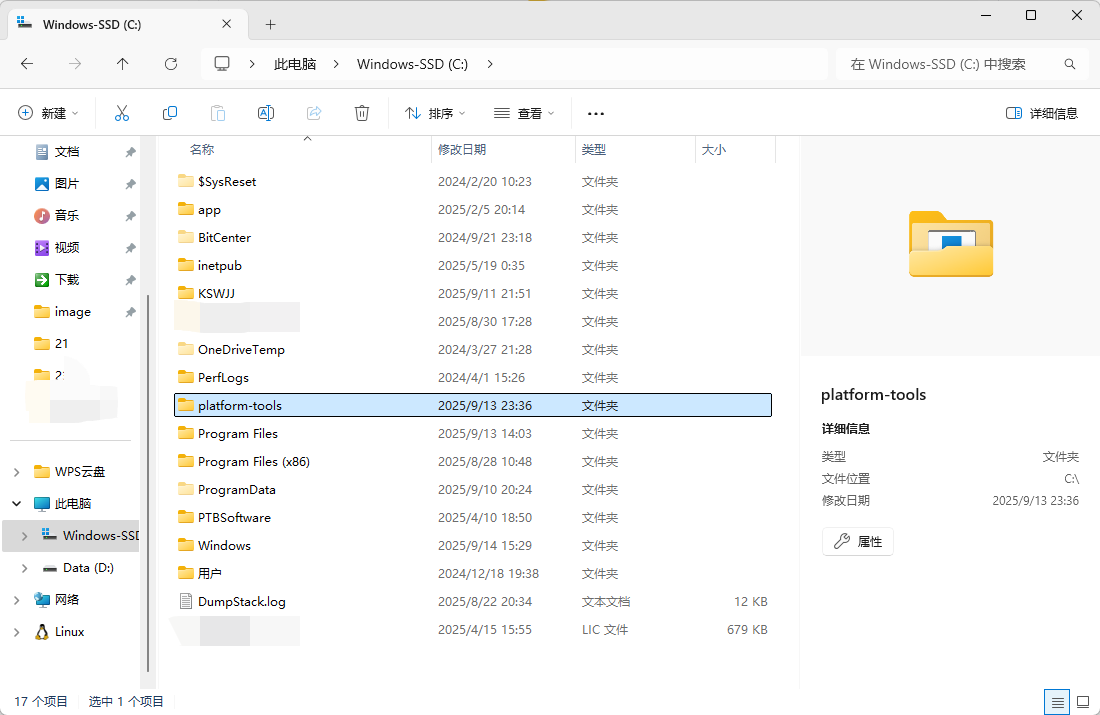 Windows-SSD (C:)
此电脑 Windows-SSD (C:)
在 Windows-SSD (C:) 中搜索
新建 排序 查看 详细信息
文档
图片
音乐
视频
下载
image
21
WPS云盘
此电脑
Windows-SSD
Data (D:)
网络
Linux
名称 修改日期 类型 大小
$SysReset 2024/2/20 10:23 文件夹
app 2025/2/5 20:14 文件夹
BitCenter 2024/9/21 23:18 文件夹
inetpub 2025/5/19 0:35 文件夹
KSWJJ 2025/9/11 21:51 文件夹
2025/8/30 17:28 文件夹
OneDriveTemp 2024/3/27 21:28 文件夹
PerfLogs 2024/4/1 15:26 文件夹
platform-tools 2025/9/13 23:36 文件夹
Program Files 2025/9/13 14:03 文件夹
Program Files (x86) 2025/8/28 10:48 文件夹
ProgramData 2025/9/10 20:24 文件夹
PTBSoftware 2025/4/10 18:50 文件夹
Windows 2025/9/14 15:29 文件夹
用户 2024/12/18 19:38 文件夹
DumpStack.log 2025/8/22 20:34 文本文档 12 KB
2025/4/15 15:55 LIC 文件 679 KB
platform-tools
详细信息
类型 文件夹
文件位置 C:\
修改日期 2025/9/13 23:36
属性
17 个项目 选中 1 个项目